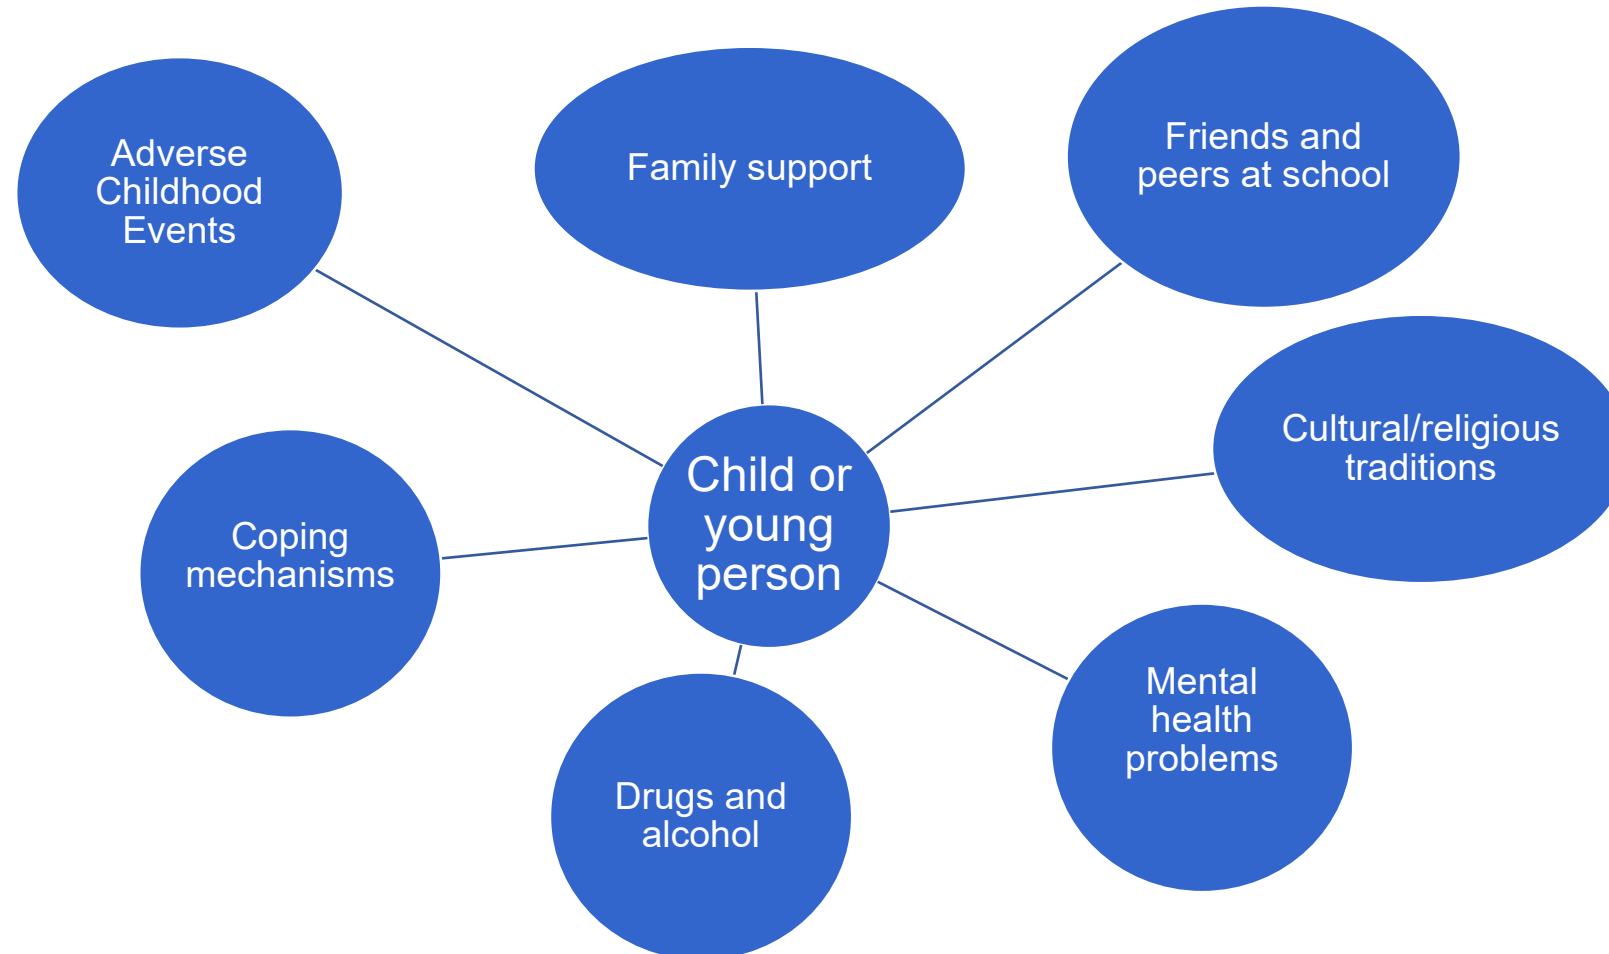 Adverse
Childhood
Events
Family support
Friends and
peers at school
Cultural/religious
traditions
Child or
young
person
Coping
mechanisms
Mental
health
problems
Drugs and
alcohol